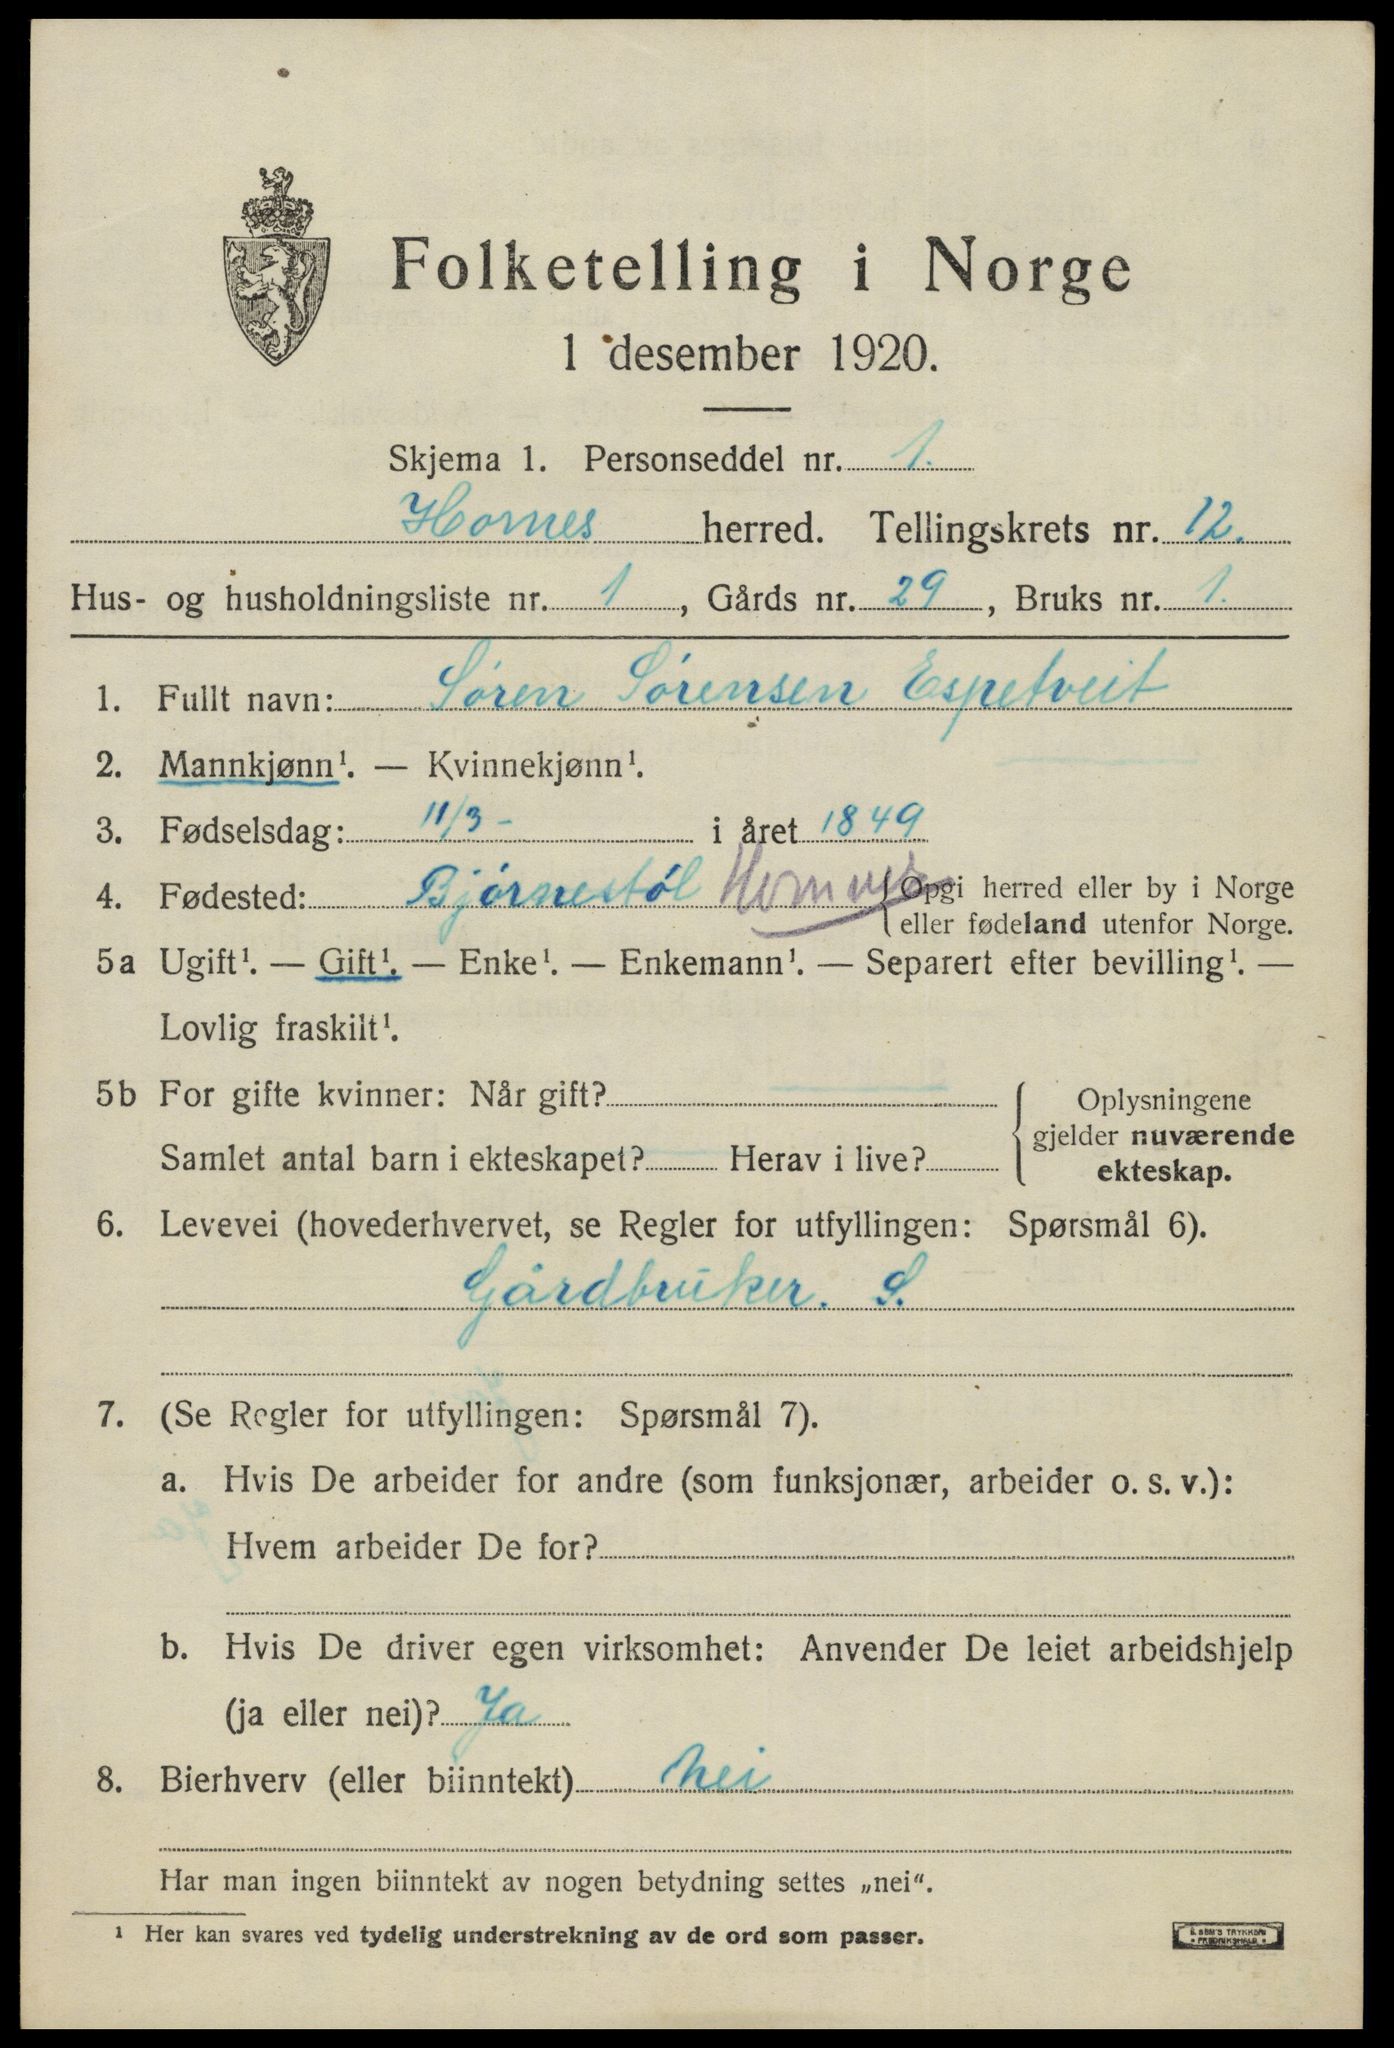 Folketelling i Norge
1 desember 1920.
Skjema 1. Personseddel nr. 1.
Hornes herred. Tellingskrets nr. 12.
Hus- og husholdningsliste nr. 1, Gårds nr. 29, Bruks nr. 1.
1. Fullt navn: Søren Sørensen Espetveit
2. Mannkjønn¹. — Kvinnekjønn¹.
3. Fødselsdag: 11/3 - i året 1849
4. Fødested: Bjørnestøl Hornnes { Opgi herred eller by i Norge
eller fødeland utenfor Norge.
5a Ugift¹. — Gift¹. — Enke¹. — Enkemann¹. — Separert efter bevilling¹. —
Lovlig fraskilt¹.
5b For gifte kvinner: Når gift? { Oplysningene
gjelder nuværende
Samlet antal barn i ekteskapet? Herav i live?
ekteskap.
6. Levevei (hovederhvervet, se Regler for utfyllingen: Spørsmål 6).
Gårdbruker. S.
7. (Se Regler for utfyllingen: Spørsmål 7).
a. Hvis De arbeider for andre (som funksjonær, arbeider o. s. v.):
Hvem arbeider De for?
b. Hvis De driver egen virksomhet: Anvender De leiet arbeidshjelp
(ja eller nei)? Ja
8. Bierhverv (eller biinntekt) nei
Har man ingen biinntekt av nogen betydning settes „nei“.
¹ Her kan svares ved tydelig understrekning av de ord som passer.
E. SEM'S TRYKKERI
• FREDRIKSHALD •